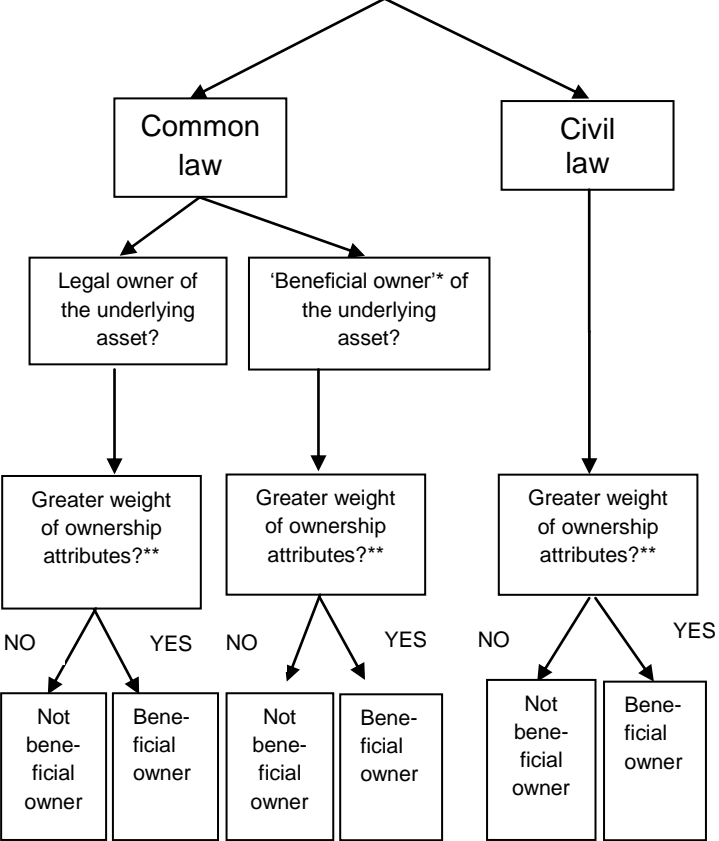 Common
law
Civil
law
Legal owner of
the underlying
asset?
‘Beneficial owner’* of
the underlying
asset?
Greater weight
of ownership
attributes?**
Greater weight
of ownership
attributes?**
Greater weight
of ownership
attributes?**
NO
YES
NO
YES
NO
YES
Not
bene-
ficial
owner
Bene-
ficial
owner
Not
bene-
ficial
owner
Bene-
ficial
owner
Not
bene-
ficial
owner
Bene-
ficial
owner